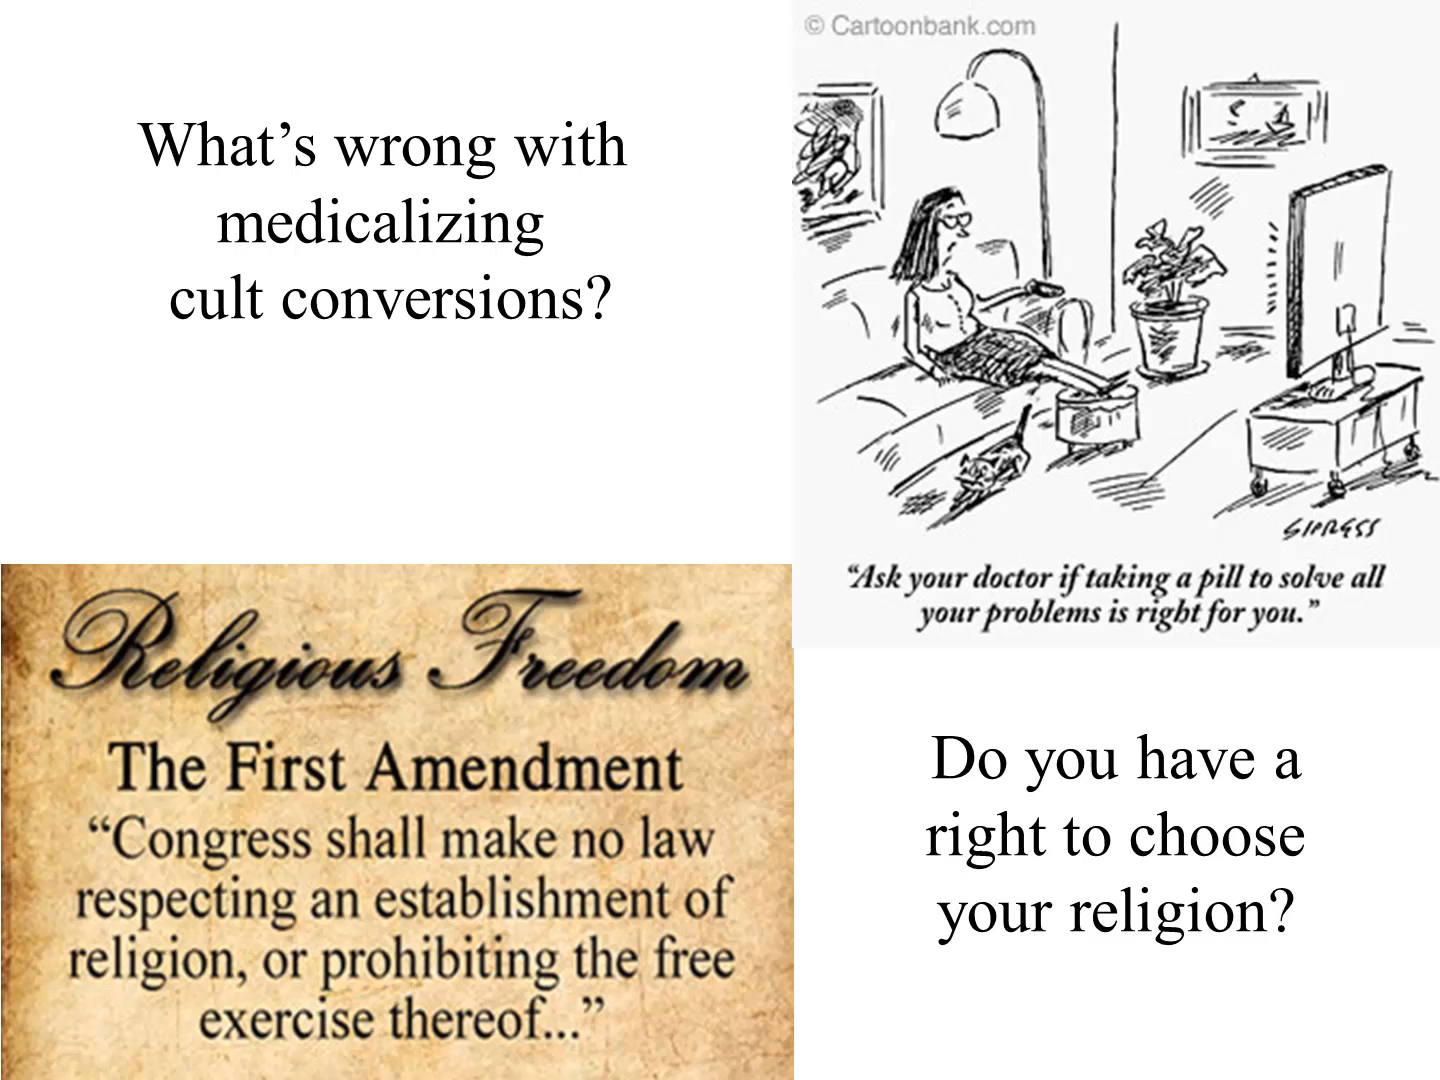 What’s wrong with
medicalizing
cult conversions?
© Cartoonbank.com
SIPRESS
“Ask your doctor if taking a pill to solve all
your problems is right for you.”
Religious Freedom
The First Amendment
“Congress shall make no law
respecting an establishment of
religion, or prohibiting the free
exercise thereof...”
Do you have a
right to choose
your religion?